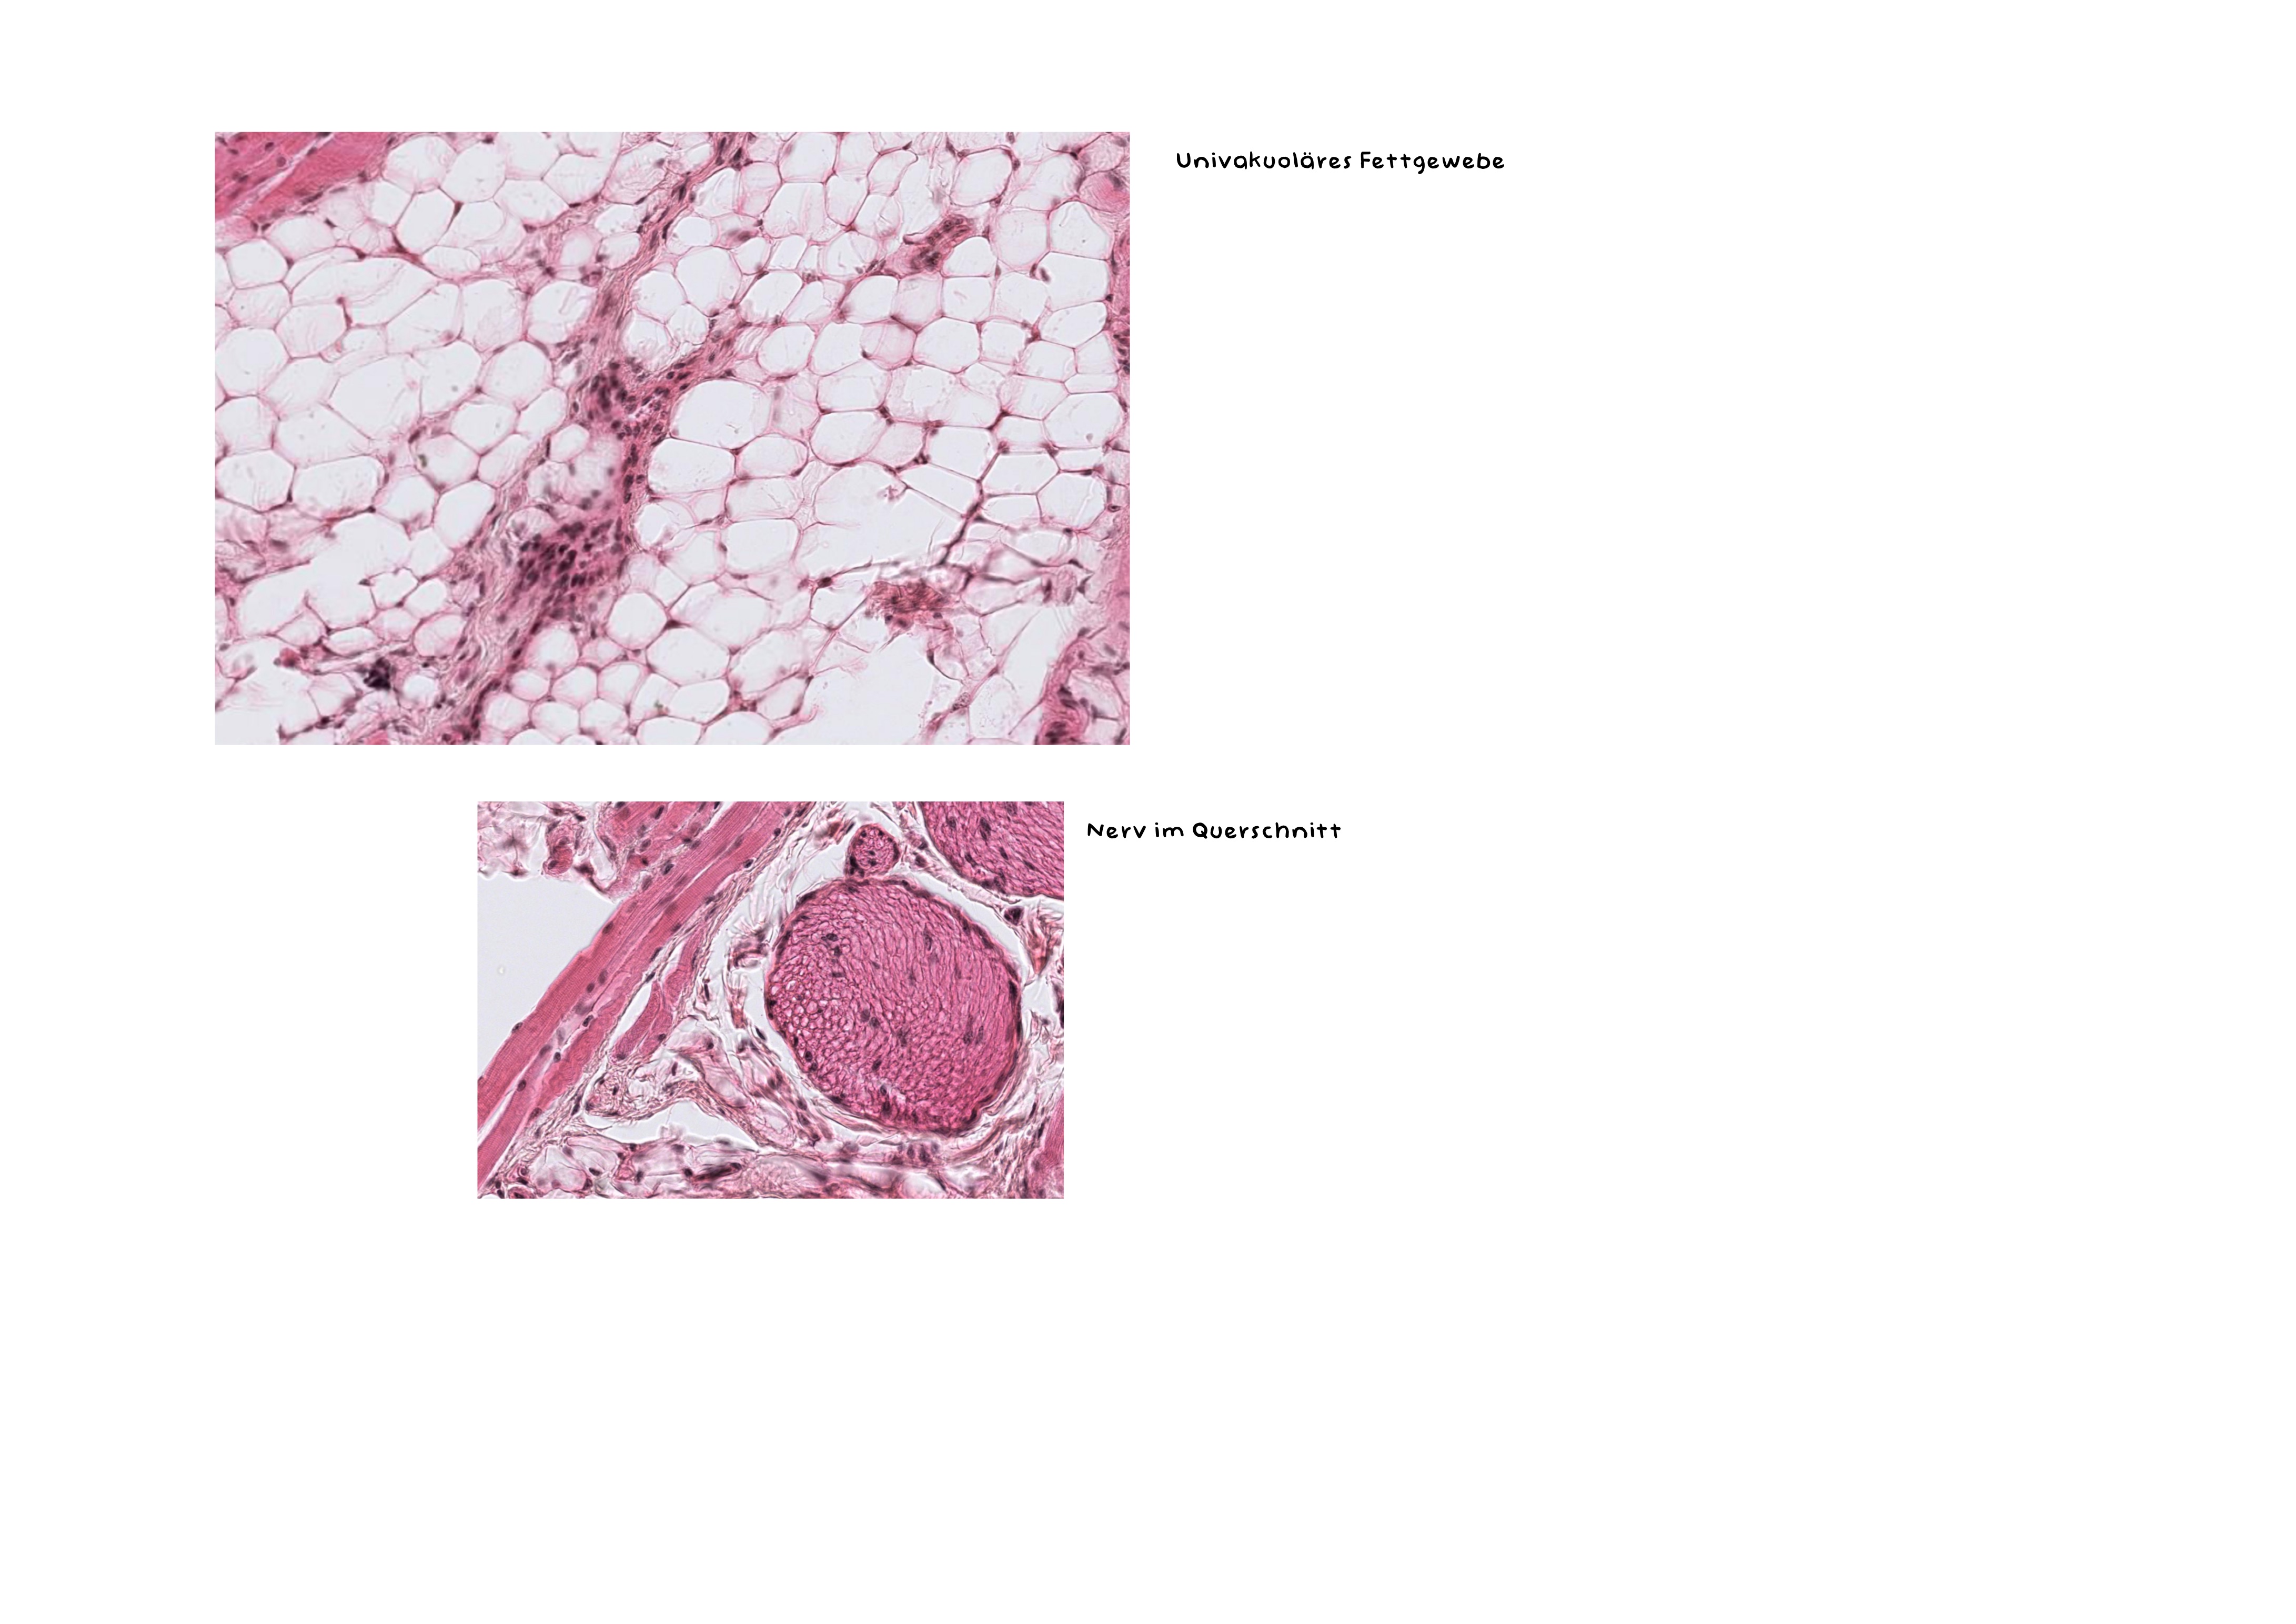 Univakuoläres Fettgewebe
Nerv im Querschnitt